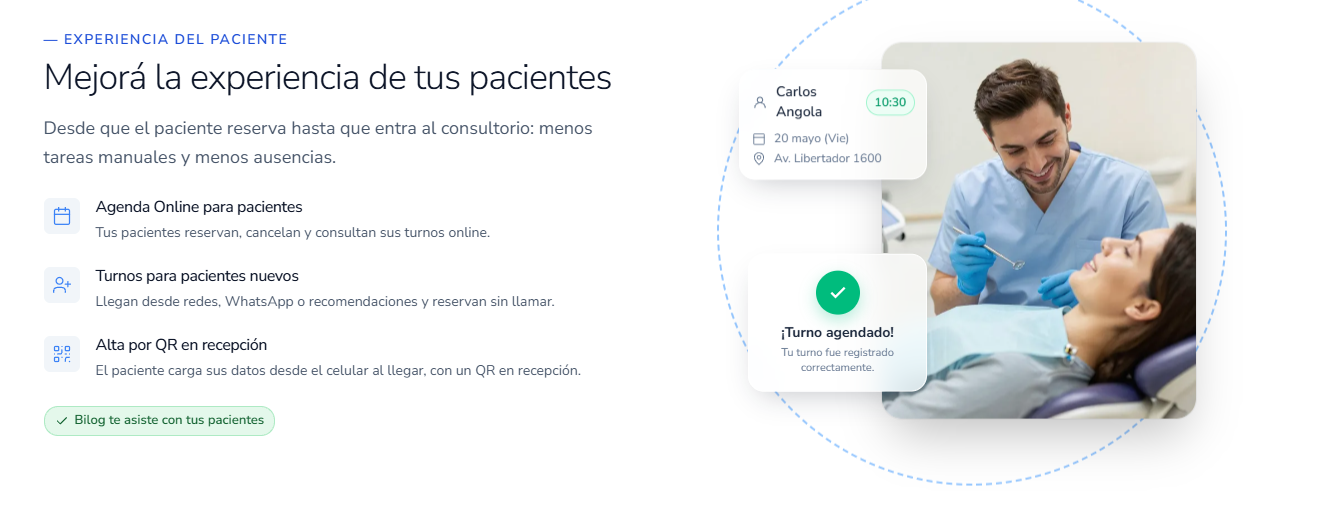 — EXPERIENCIA DEL PACIENTE
Mejorá la experiencia de tus pacientes
Desde que el paciente reserva hasta que entra al consultorio: menos
tareas manuales y menos ausencias.
Agenda Online para pacientes
Tus pacientes reservan, cancelan y consultan sus turnos online.
Turnos para pacientes nuevos
Llegan desde redes, WhatsApp o recomendaciones y reservan sin llamar.
Alta por QR en recepción
El paciente carga sus datos desde el celular al llegar, con un QR en recepción.
Bilog te asiste con tus pacientes
Carlos
Angola
10:30
20 mayo (Vie)
Av. Libertador 1600
¡Turno agendado!
Tu turno fue registrado
correctamente.